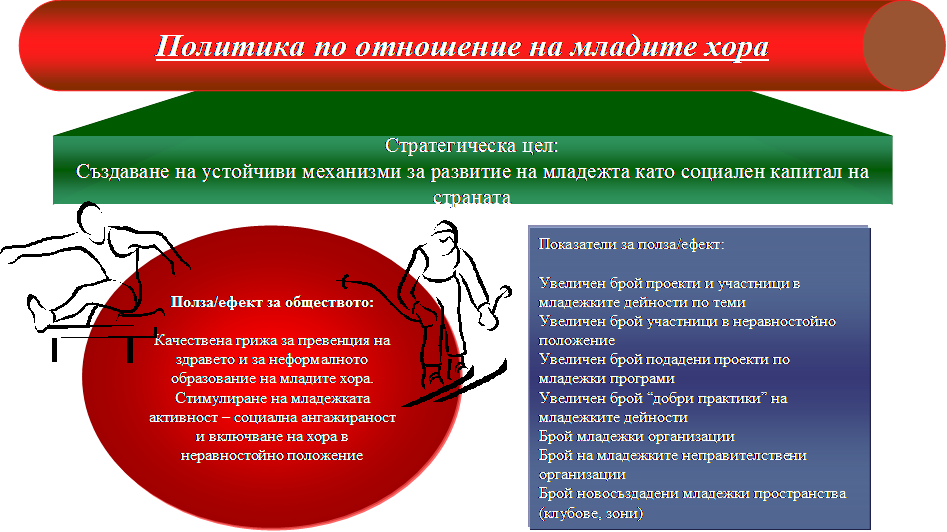 Политика по отношение на младите хора
Стратегическа цел:
Създаване на устойчиви механизми за развитие на младежта като социален капитал на
страната
Полза/ефект за обществото:
Качествена грижа за превенция на
здравето и за неформалното
образование на младите хора.
Стимулиране на младежката
активност – социална ангажираност
и включване на хора в
неравностойно положение
Показатели за полза/ефект:
Увеличен брой проекти и участници в
младежките дейности по теми
Увеличен брой участници в неравностойно
положение
Увеличен брой подадени проекти по
младежки програми
Увеличен брой “добри практики” на
младежките дейности
Брой младежки организации
Брой на младежките неправителствени
организации
Брой новосъздадени младежки пространства
(клубове, зони)